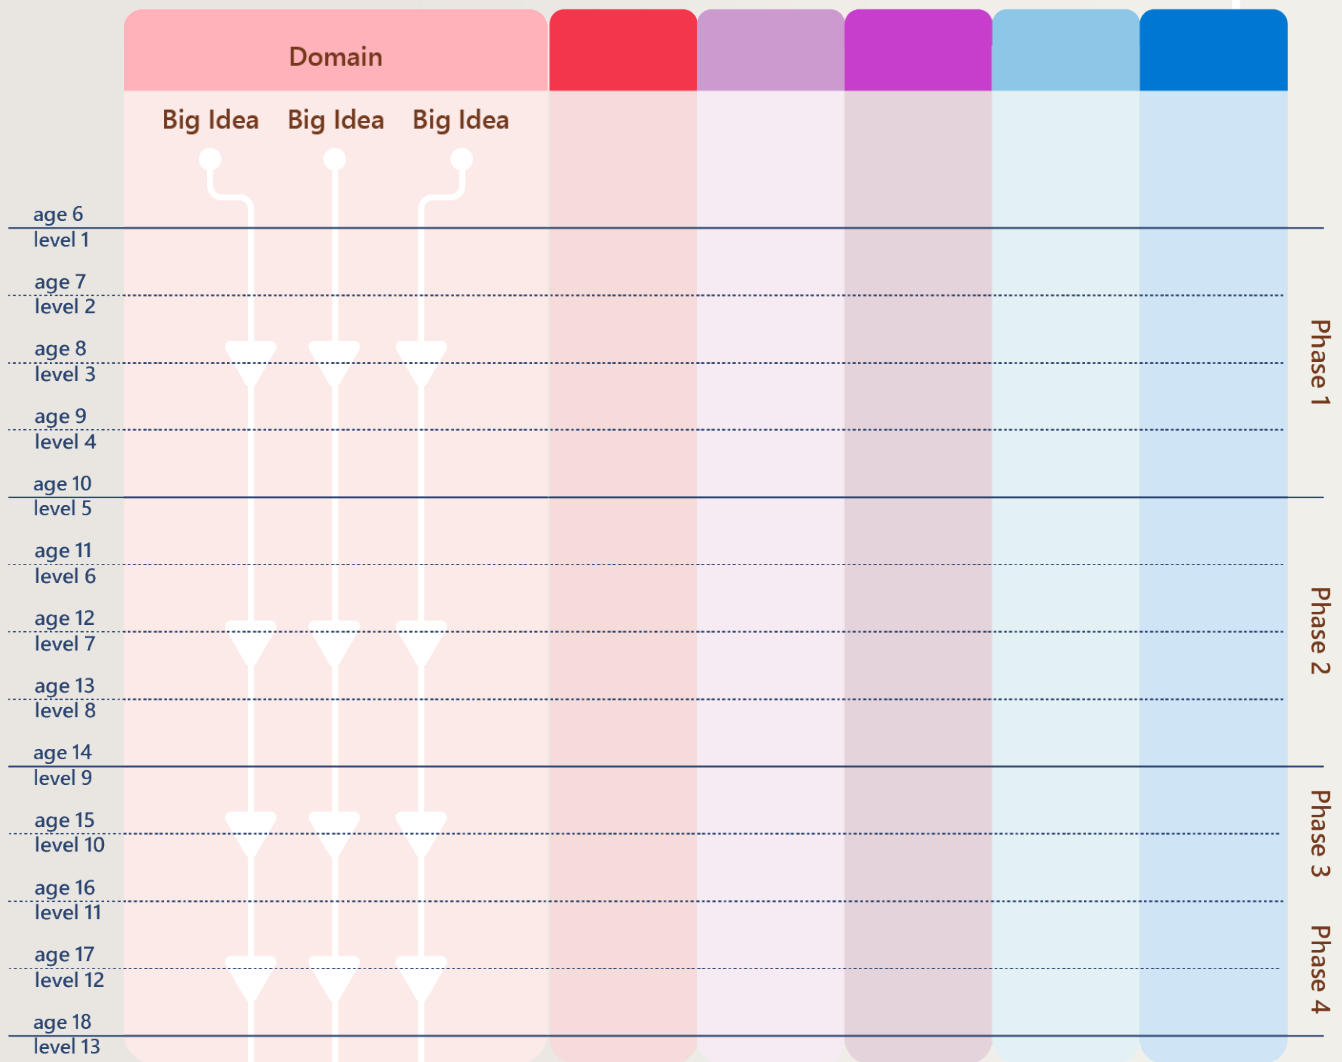 Domain
Big Idea
Big Idea
Big Idea
age 6
level 1
age 7
level 2
age 8
level 3
age 9
level 4
Phase 1
age 10
level 5
age 11
level 6
age 12
level 7
Phase 2
age 13
level 8
age 14
level 9
age 15
level 10
Phase 3
age 16
level 11
age 17
level 12
Phase 4
age 18
level 13